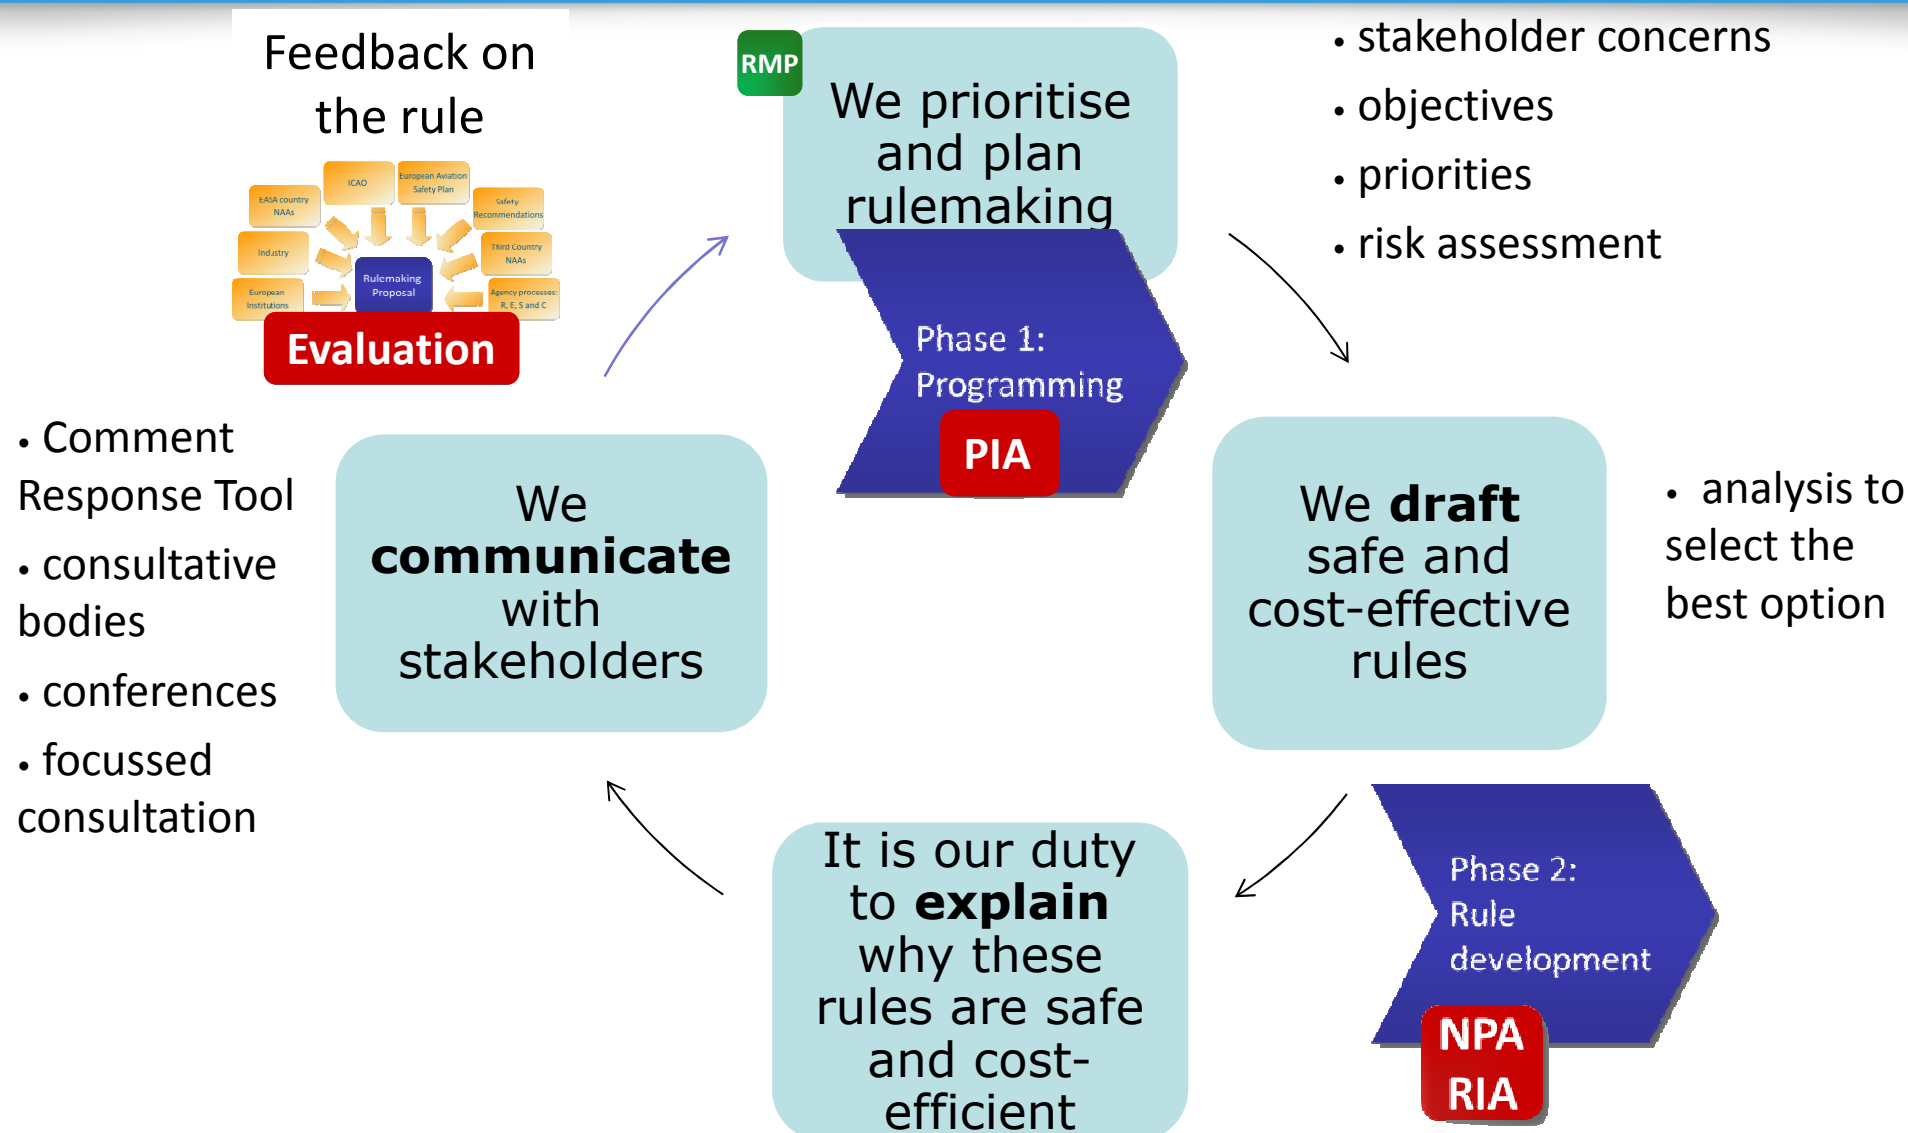 Feedback on
the rule
ICAO
European Aviation
Safety Plan
EASA country
NAAs
Safety
Recommendations
Industry
Third Country
NAAs
Rulemaking
Proposal
European
Institutions
Agency processes:
R, E, S and C
Evaluation
RMP
We prioritise
and plan
rulemaking
Phase 1:
Programming
PIA
• stakeholder concerns
• objectives
• priorities
• risk assessment
• Comment
Response Tool
• consultative
bodies
• conferences
• focussed
consultation
We
communicate
with
stakeholders
We draft
safe and
cost-effective
rules
• analysis to
select the
best option
It is our duty
to explain
why these
rules are safe
and cost-
efficient
Phase 2:
Rule
development
NPA
RIA